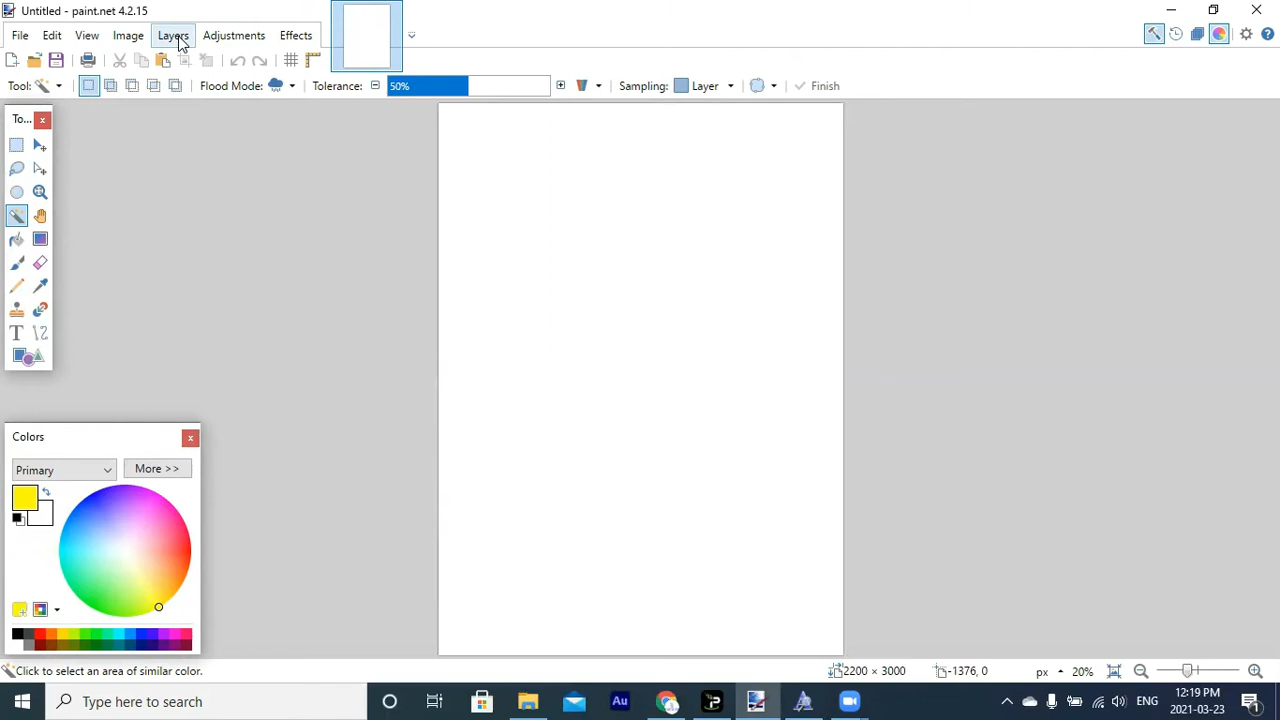 Untitled - paint.net 4.2.15
File Edit View Image Layers Adjustments Effects
Tool: Flood Mode: Tolerance: 50% Sampling: Layer Finish
To... x
T
Colors x
Primary More >>
Click to select an area of similar color. 2200 × 3000 -1376, 0 px 20%
Type here to search Au ENG 12:19 PM
2021-03-23 1